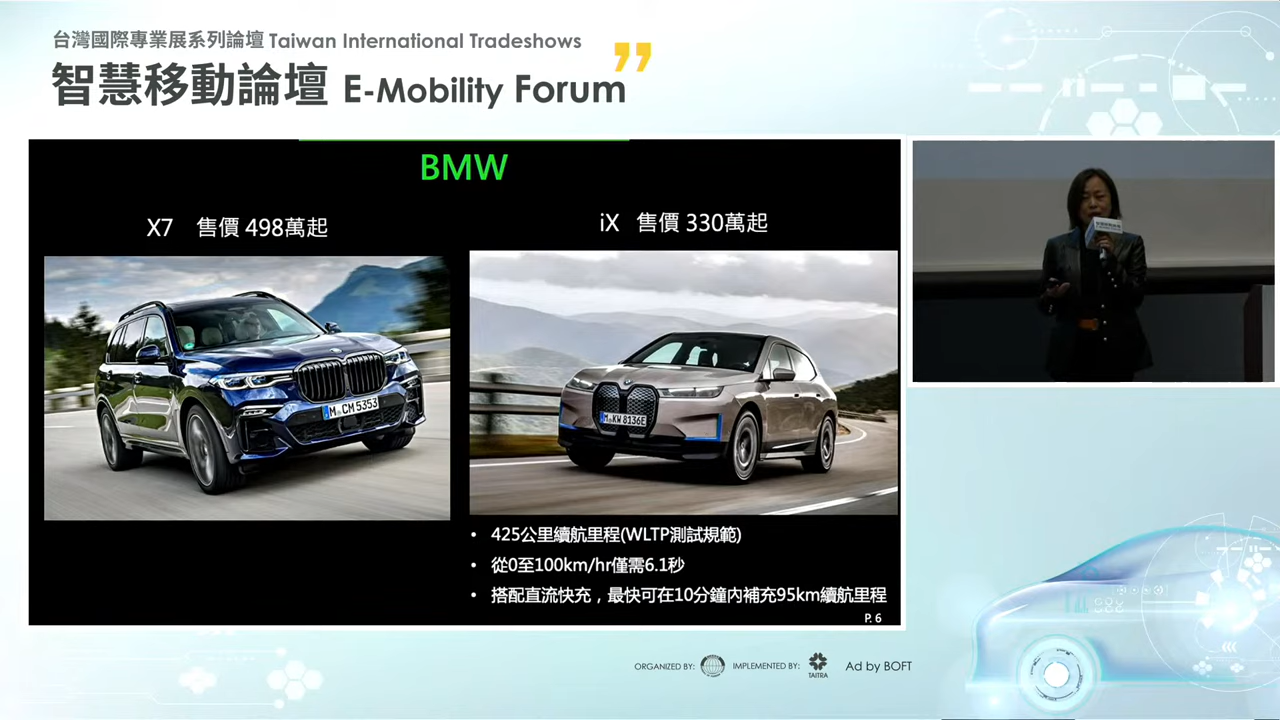 台灣國際專業展系列論壇 Taiwan International Tradeshows
智慧移動論壇 E-Mobility Forum
BMW
X7 售價 498萬起
iX 售價 330萬起
M CM 5353
M KW 8136E
• 425公里續航里程(WLTP測試規範)
• 從0至100km/hr僅需6.1秒
• 搭配直流快充，最快可在10分鐘內補充95km續航里程
P. 6
ORGANIZED BY:
IMPLEMENTED BY:
TAITRA
Ad by BOFT